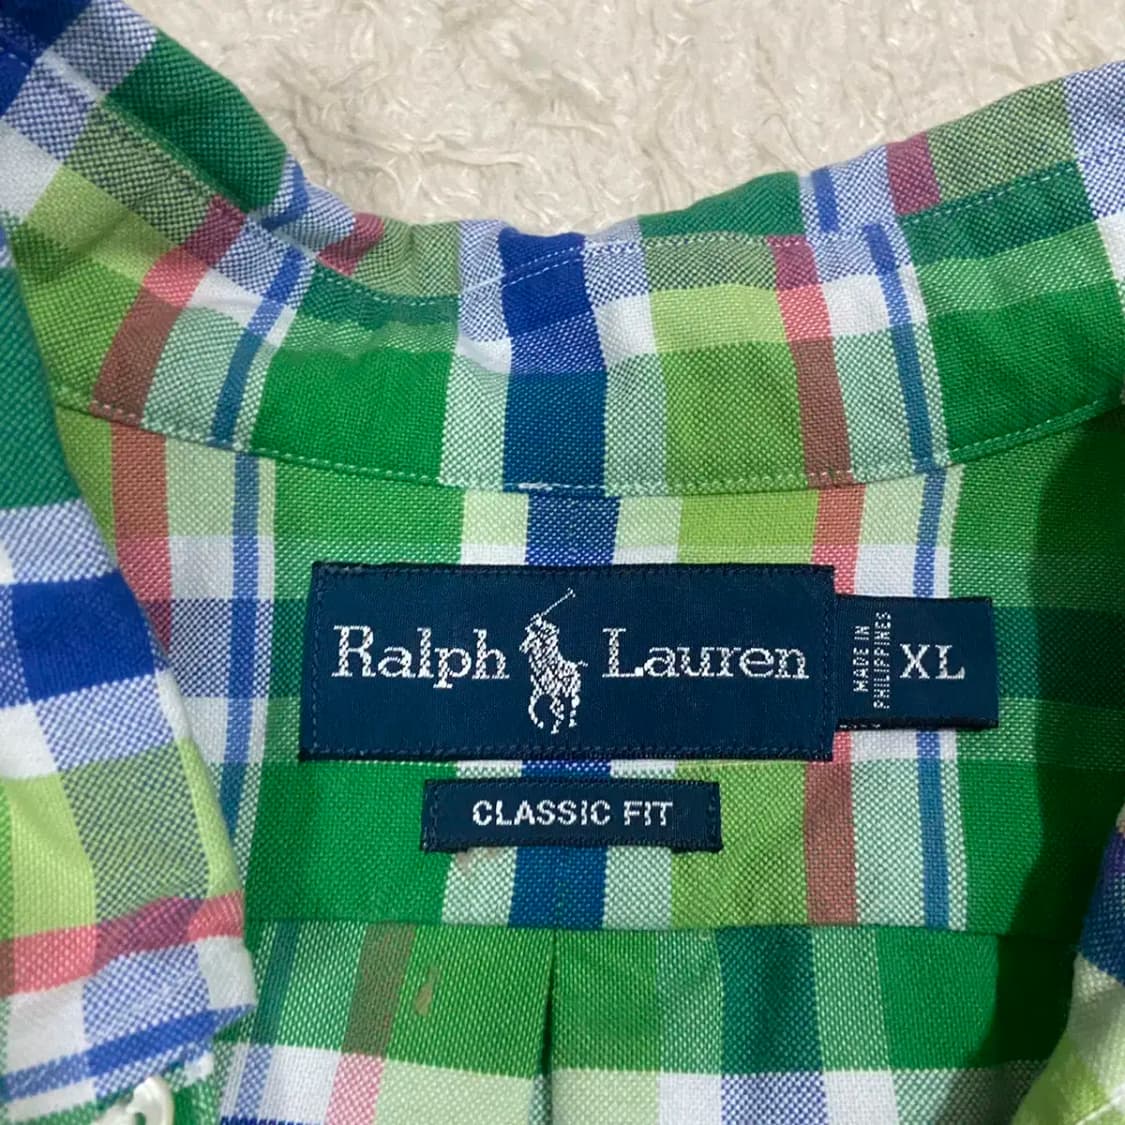 Ralph Lauren
MADE IN
PHILIPPINES
XL
CLASSIC FIT